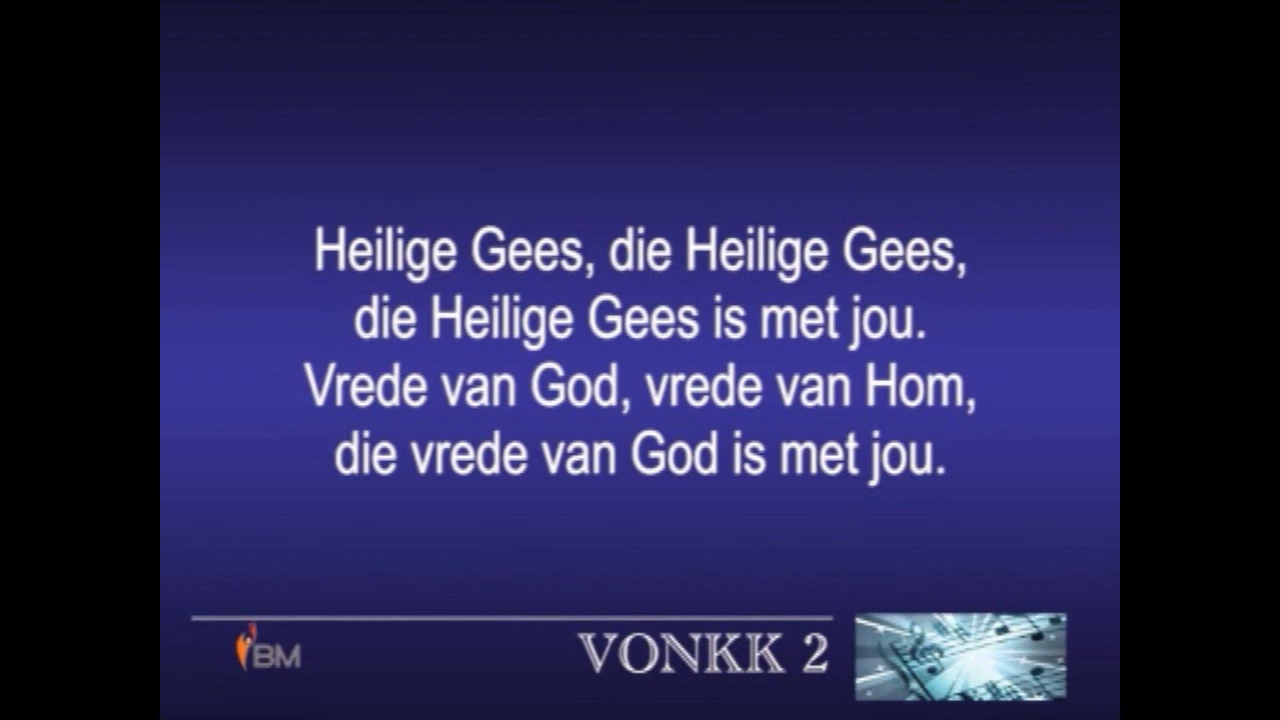 Heilige Gees, die Heilige Gees,
die Heilige Gees is met jou.
Vrede van God, vrede van Hom,
die vrede van God is met jou.
BM
VONKK 2